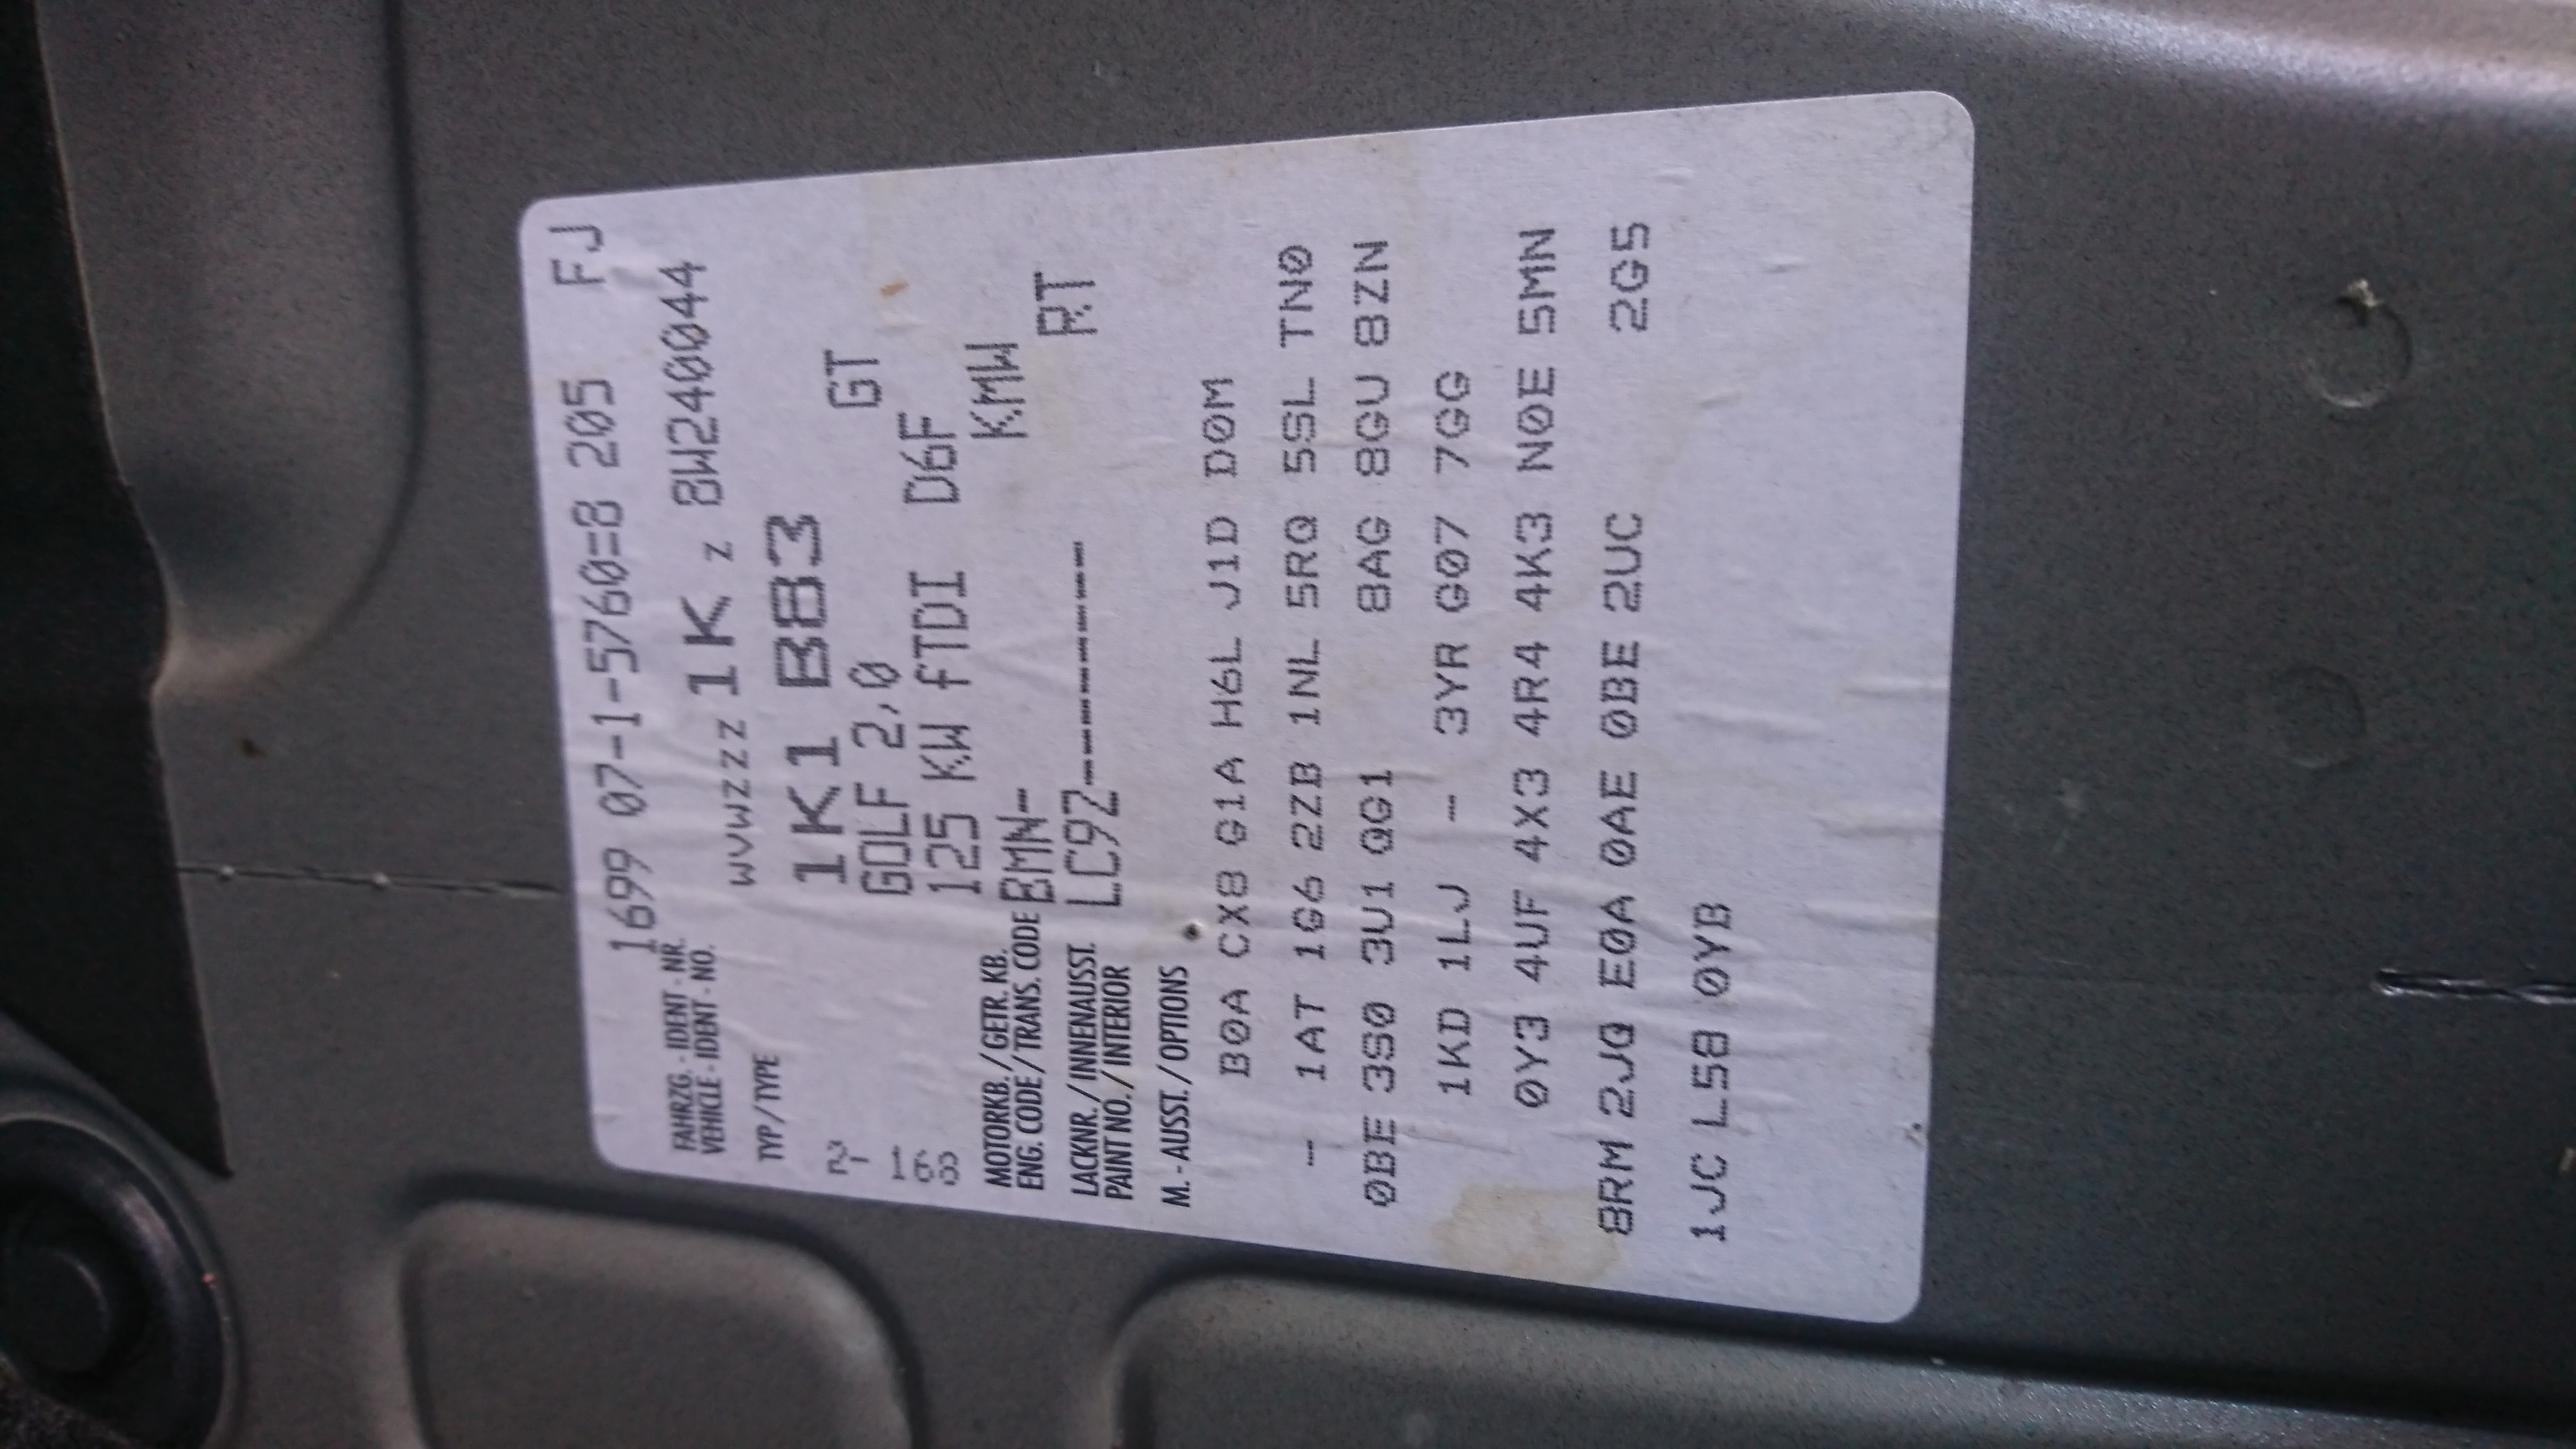 1699 07-1-5760=8 205 FJ
FAHRZG. - IDENT - NR.
VEHICLE - IDENT - NO.
WVWZZZ 1K Z 8W240044
TYP / TYPE
1K1 B83
GOLF 2,0 GT
125 KW fTDI D6F
MOTORKB. / GETR. KB.
ENG. CODE / TRANS. CODE
BMN- KMW
LACKNR. / INNENAUSST.
PAINT NO. / INTERIOR
LC9Z---------- RT
M. - AUSST. / OPTIONS
B0A CX8 G1A H6L J1D D0M
-- 1AT 1G6 2ZB 1NL 5RQ 5SL TN0
0BE 3S0 3U1 QG1 8AG 8GU 8ZN
1KD 1LJ - 3YR G07 7GG
0Y3 4UF 4X3 4R4 4K3 N0E 5MN
8RM 2JQ E0A 0AE 0BE 2UC 2G5
1JC L58 0YB